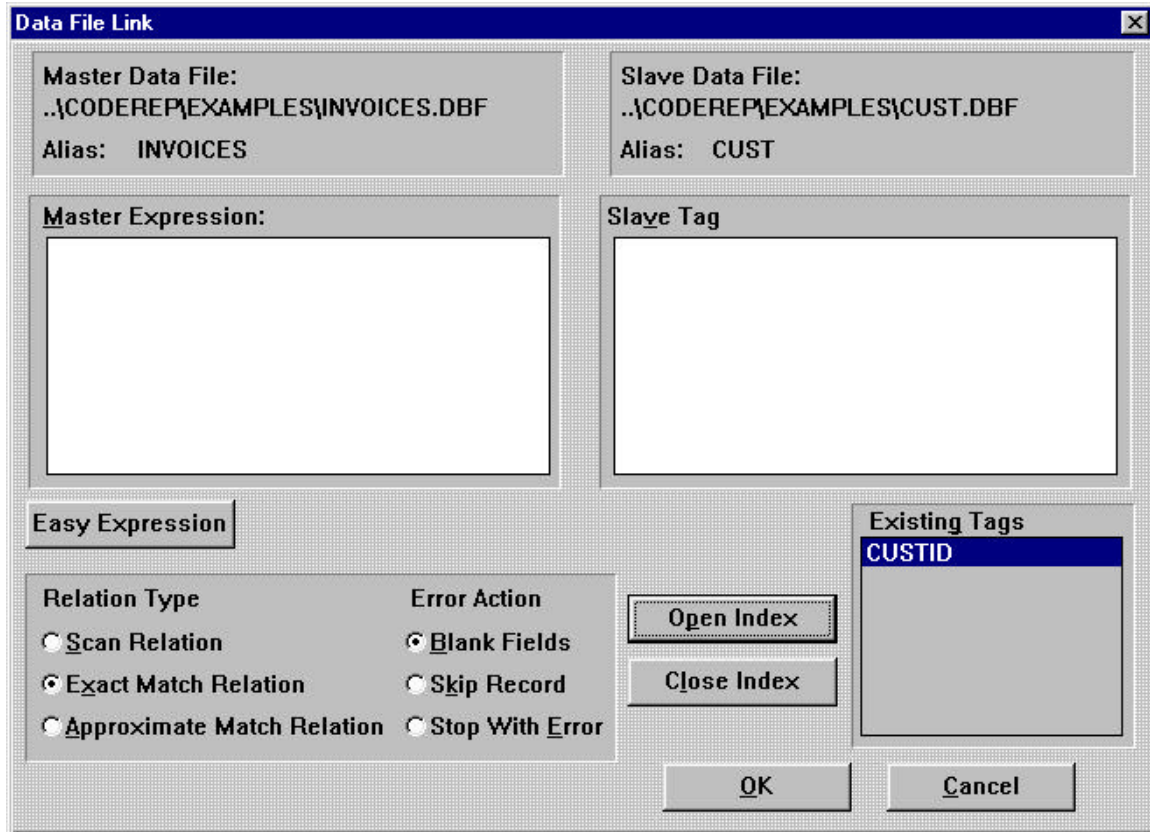 Data File Link
Master Data File:
..\CODEREP\EXAMPLES\INVOICES.DBF
Alias: INVOICES
Slave Data File:
..\CODEREP\EXAMPLES\CUST.DBF
Alias: CUST
Master Expression:
Slave Tag
Easy Expression
Existing Tags
CUSTID
Relation Type
Scan Relation
Exact Match Relation
Approximate Match Relation
Error Action
Blank Fields
Skip Record
Stop With Error
Open Index
Close Index
OK
Cancel